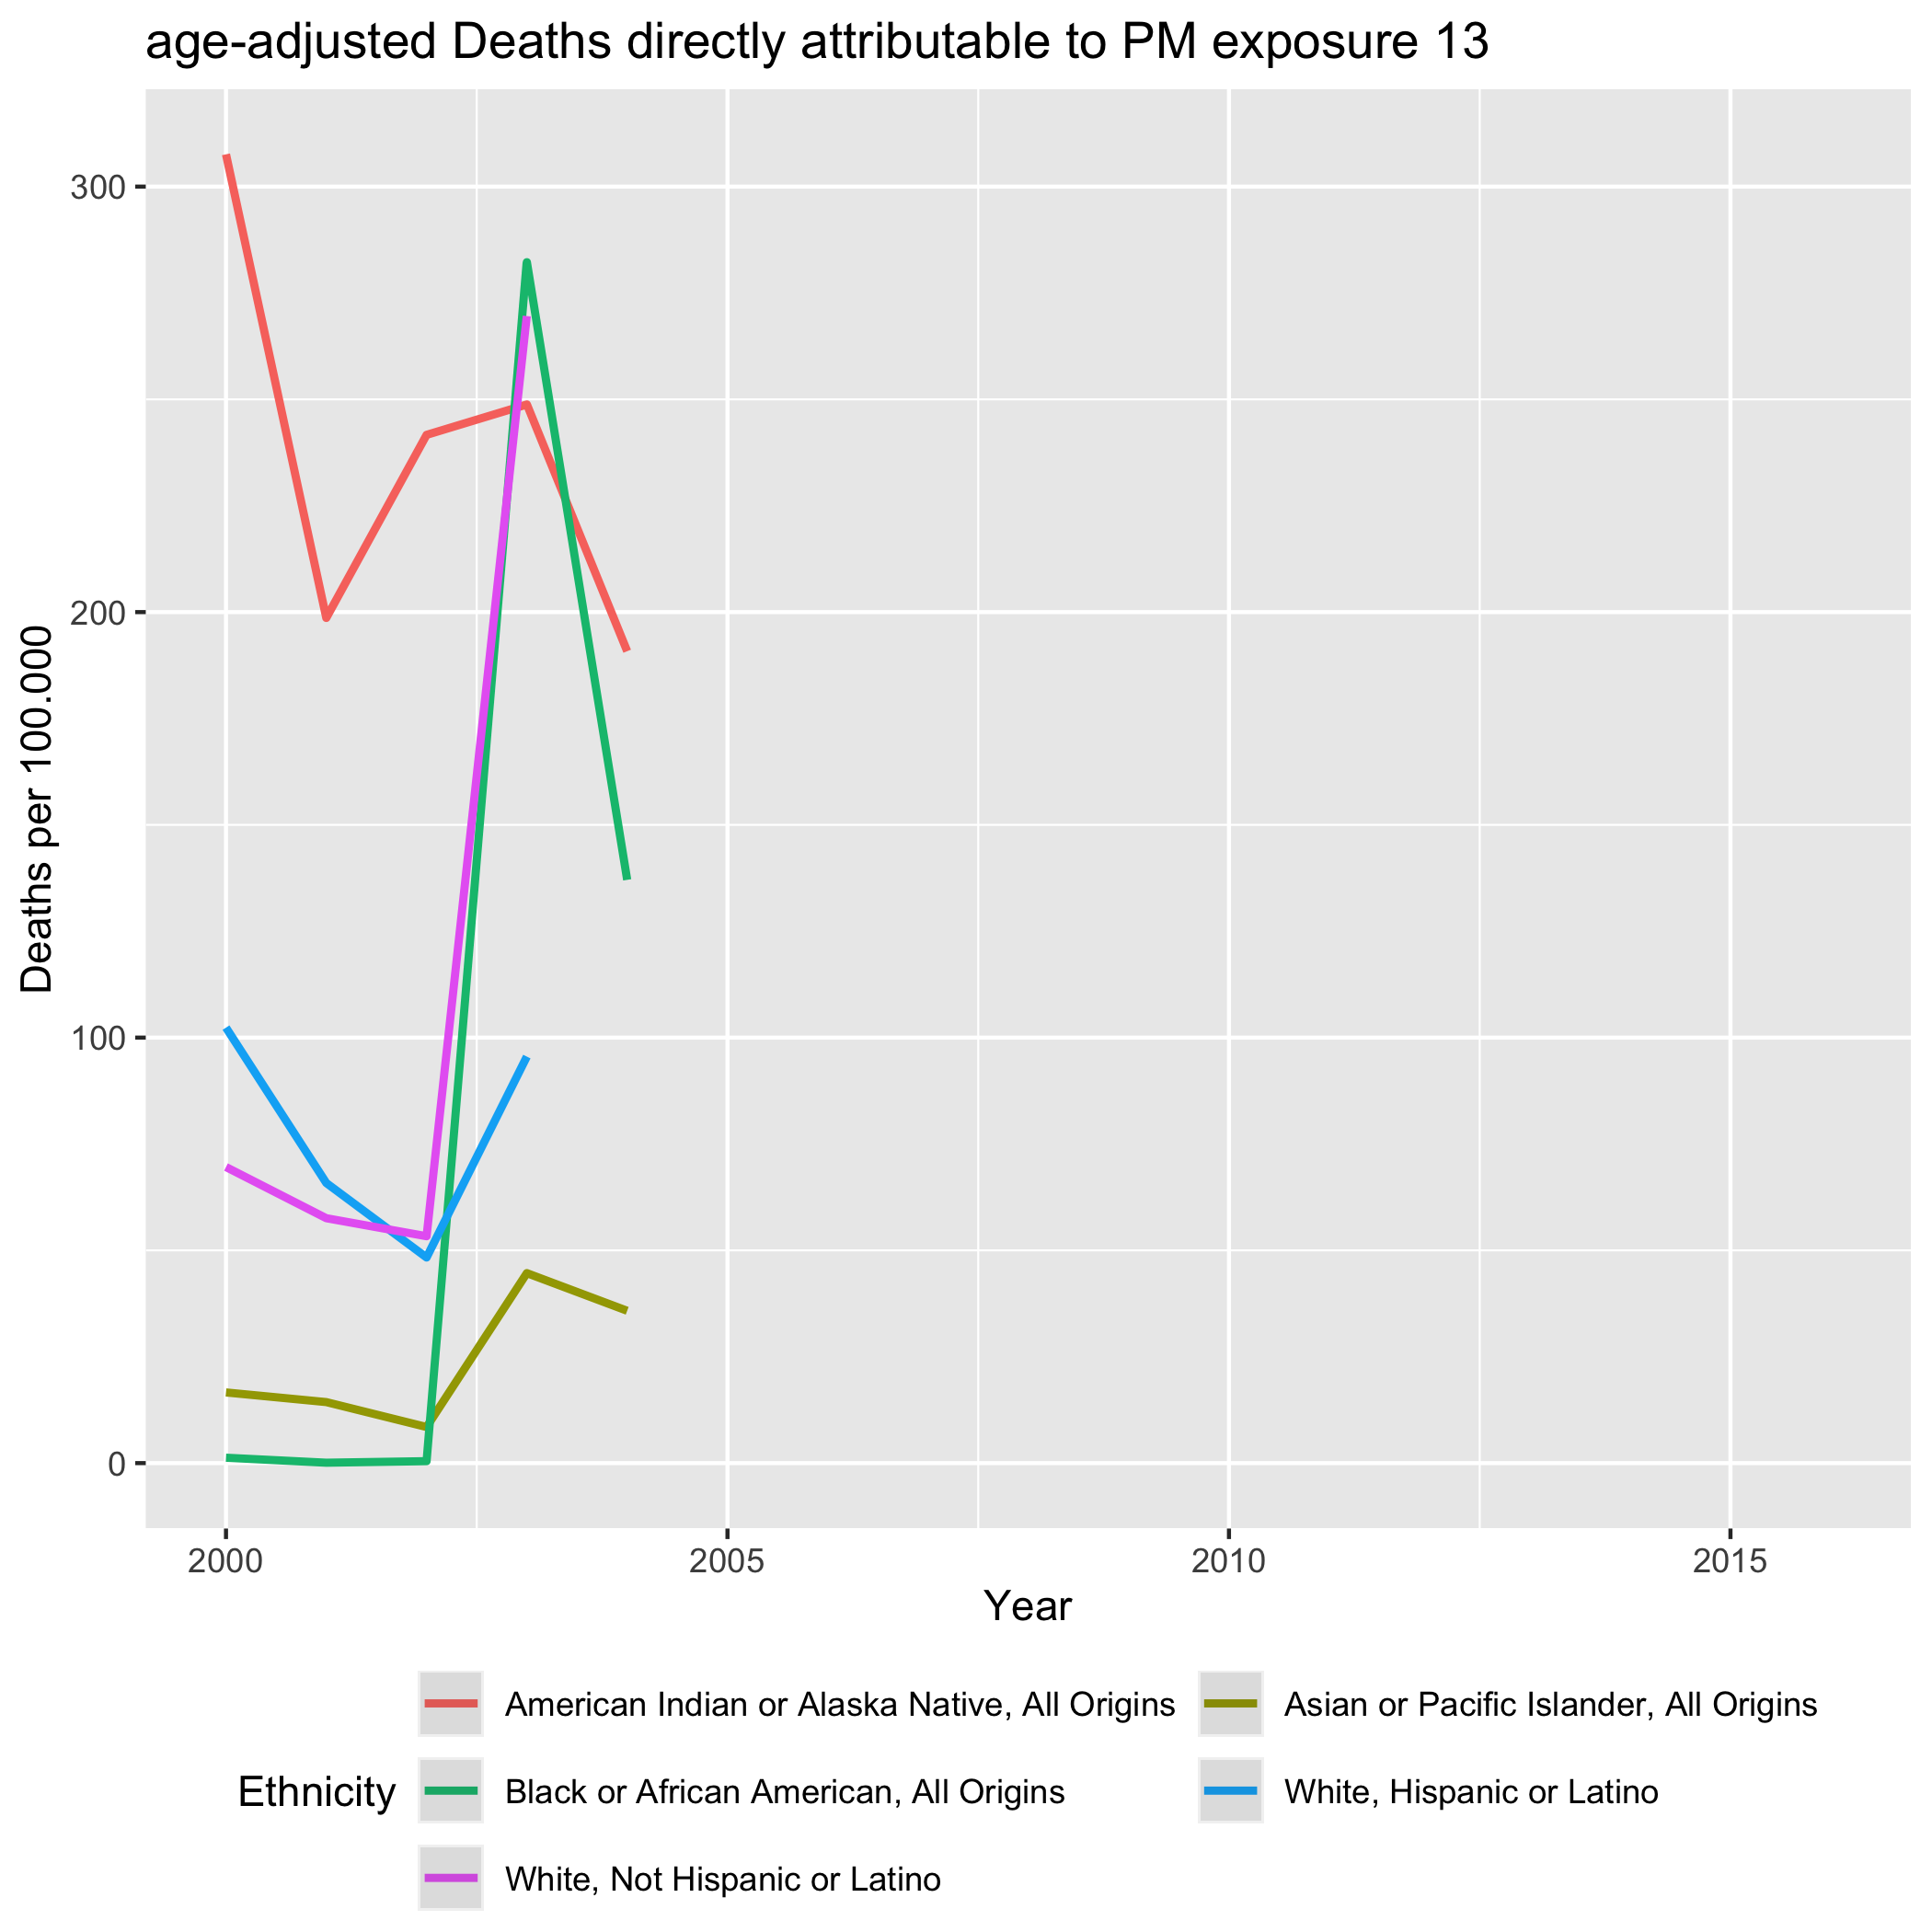 age-adjusted Deaths directly attributable to PM exposure 13
Deaths per 100.000
300
200
100
0
2000 2005 2010 2015
Year
Ethnicity
American Indian or Alaska Native, All Origins
Asian or Pacific Islander, All Origins
Black or African American, All Origins
White, Hispanic or Latino
White, Not Hispanic or Latino